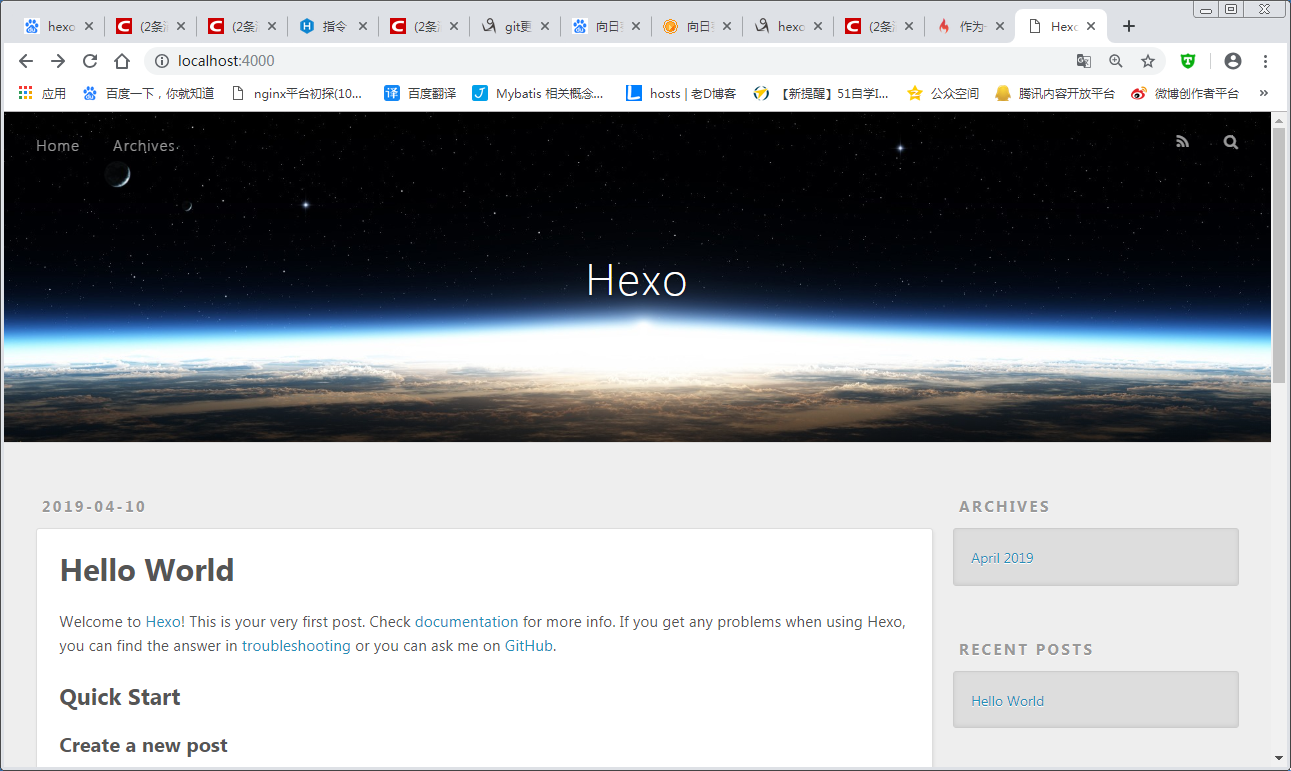 hexo
(2条
(2条
指令
(2条
git更
向日
向日
hexo
(2条
作为
Hexo
localhost:4000
应用
百度一下，你就知道
nginx平台初探(10...
百度翻译
Mybatis 相关概念...
hosts | 老D博客
【新提醒】51自学I...
公众空间
腾讯内容开放平台
微博创作者平台
»
Home
Archives
Hexo
2019-04-10
ARCHIVES
Hello World
April 2019
Welcome to Hexo! This is your very first post. Check documentation for more info. If you get any problems when using Hexo,
you can find the answer in troubleshooting or you can ask me on GitHub.
RECENT POSTS
Quick Start
Hello World
Create a new post